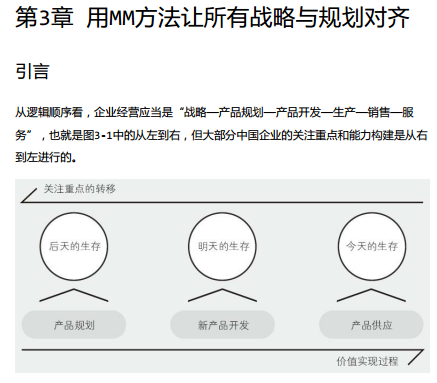 第3章 用MM方法让所有战略与规划对齐
引言
从逻辑顺序看，企业经营应当是“战略—产品规划—产品开发—生产—销售—服
务”，也就是图3-1中的从左到右，但大部分中国企业的关注重点和能力构建是从右
到左进行的。
关注重点的转移
后天的生存 明天的生存 今天的生存
产品规划 新产品开发 产品供应
价值实现过程